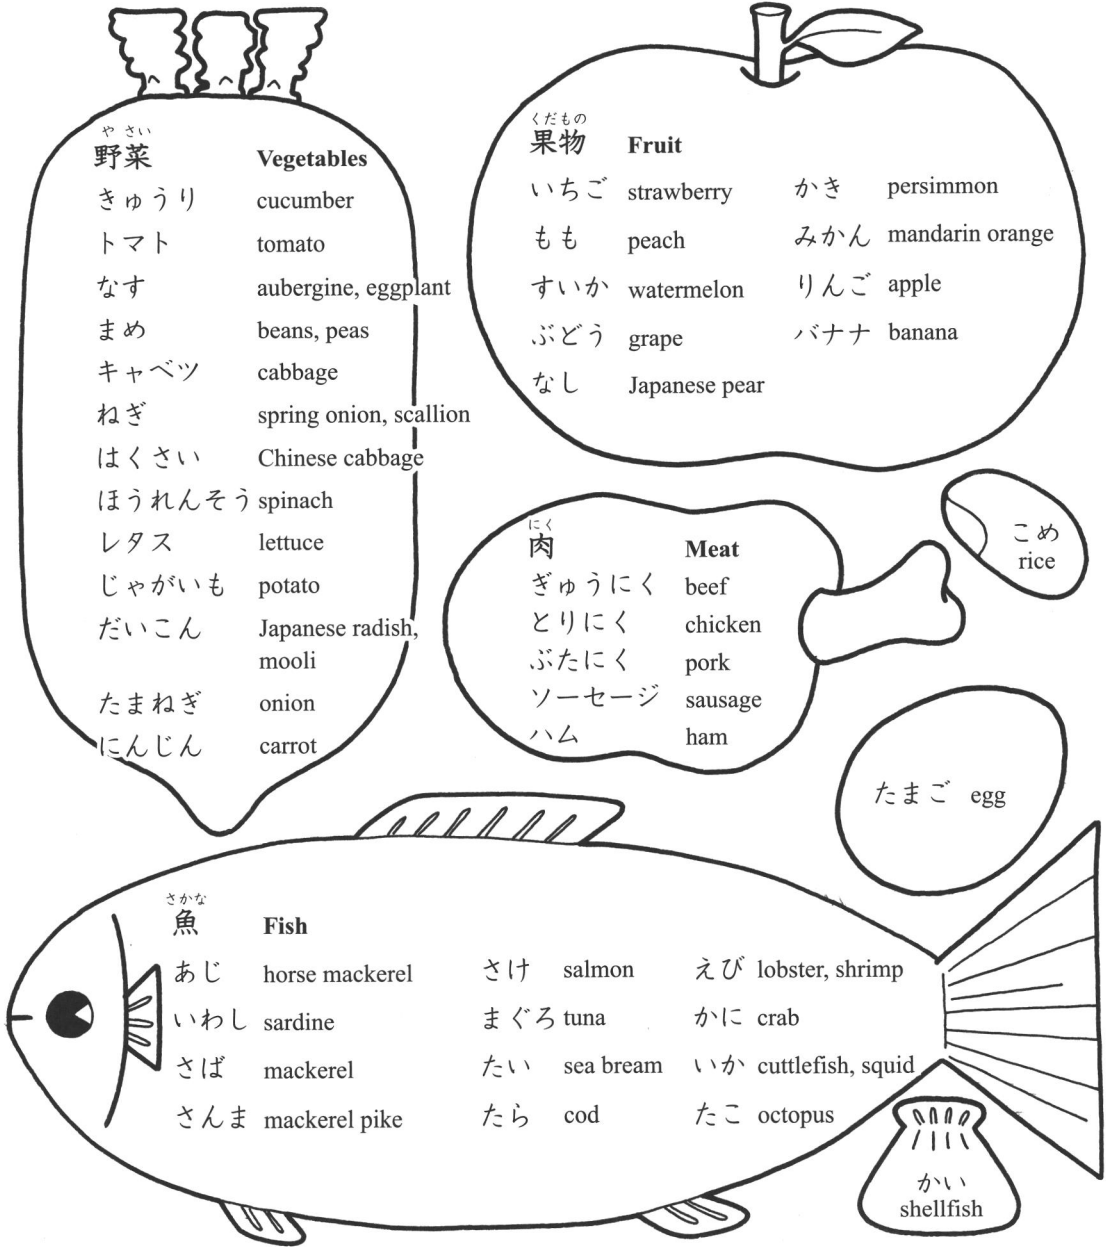 や さい
野菜 Vegetables
きゅうり cucumber
トマト tomato
なす aubergine, eggplant
まめ beans, peas
キャベツ cabbage
ねぎ spring onion, scallion
はくさい Chinese cabbage
ほうれんそう spinach
レタス lettuce
じゃがいも potato
だいこん Japanese radish,
mooli
たまねぎ onion
にんじん carrot
くだもの
果物 Fruit
いちご strawberry かき persimmon
もも peach みかん mandarin orange
すいか watermelon りんご apple
ぶどう grape バナナ banana
なし Japanese pear
にく
肉 Meat
ぎゅうにく beef
とりにく chicken
ぶたにく pork
ソーセージ sausage
ハム ham
こめ
rice
たまご egg
さかな
魚 Fish
あじ horse mackerel さけ salmon えび lobster, shrimp
いわし sardine まぐろ tuna かに crab
さば mackerel たい sea bream いか cuttlefish, squid
さんま mackerel pike たら cod たこ octopus
かい
shellfish